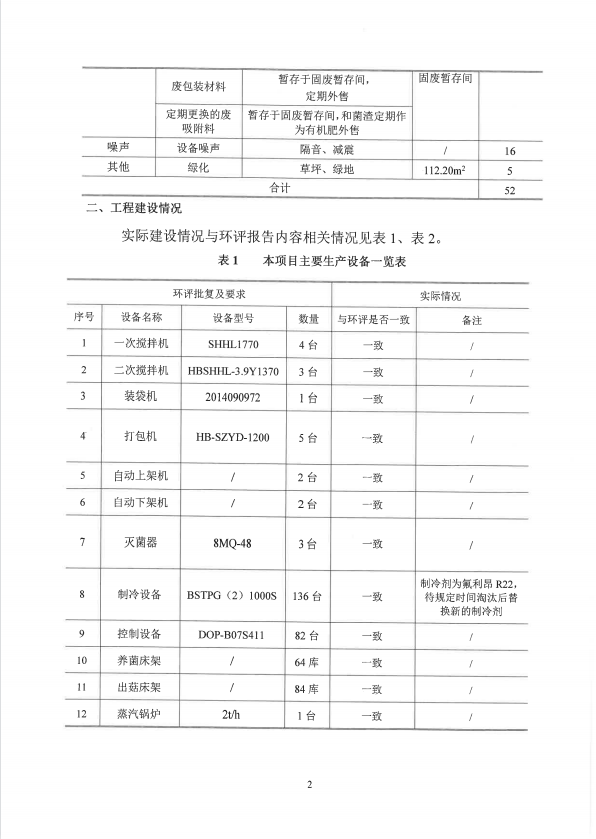 废包装材料 暂存于固废暂存间， 固废暂存间
定期外售
定期更换的废 暂存于固废暂存间，和菌渣定期作
吸附料 为有机肥外售
噪声 设备噪声 隔音、减震 / 16
其他 绿化 草坪、绿地 112.20m² 5
合计 52
二、工程建设情况
实际建设情况与环评报告内容相关情况见表 1、表 2。
表 1 本项目主要生产设备一览表
环评批复及要求 实际情况
序号 设备名称 设备型号 数量 与环评是否一致 备注
1 一次搅拌机 SHHL1770 4 台 一致 /
2 二次搅拌机 HBSHHL-3.9Y1370 3 台 一致 /
3 装袋机 2014090972 1 台 一致 /
4 打包机 HB-SZYD-1200 5 台 一致 /
5 自动上架机 / 2 台 一致 /
6 自动下架机 / 2 台 一致 /
7 灭菌器 8MQ-48 3 台 一致 /
8 制冷设备 BSTPG（2）1000S 136 台 一致 制冷剂为氟利昂 R22，
待规定时间淘汰后替
换新的制冷剂
9 控制设备 DOP-B07S411 82 台 一致 /
10 养菌床架 / 64 库 一致 /
11 出菇床架 / 84 库 一致 /
12 蒸汽锅炉 2t/h 1 台 一致 /
2